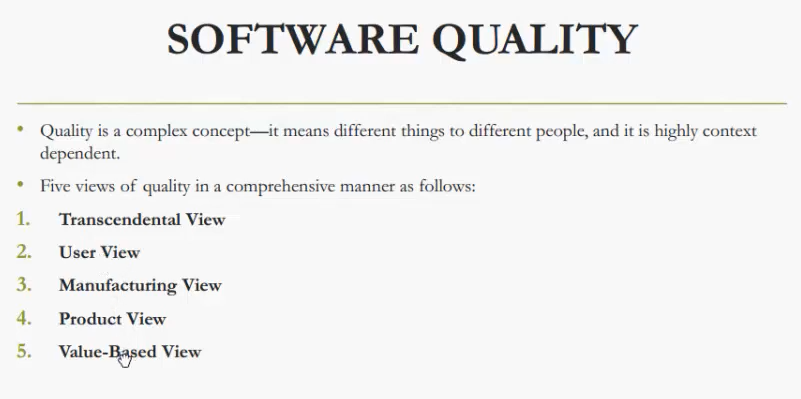 SOFTWARE QUALITY
• Quality is a complex concept—it means different things to different people, and it is highly context
dependent.
• Five views of quality in a comprehensive manner as follows:
1. Transcendental View
2. User View
3. Manufacturing View
4. Product View
5. Value-Based View